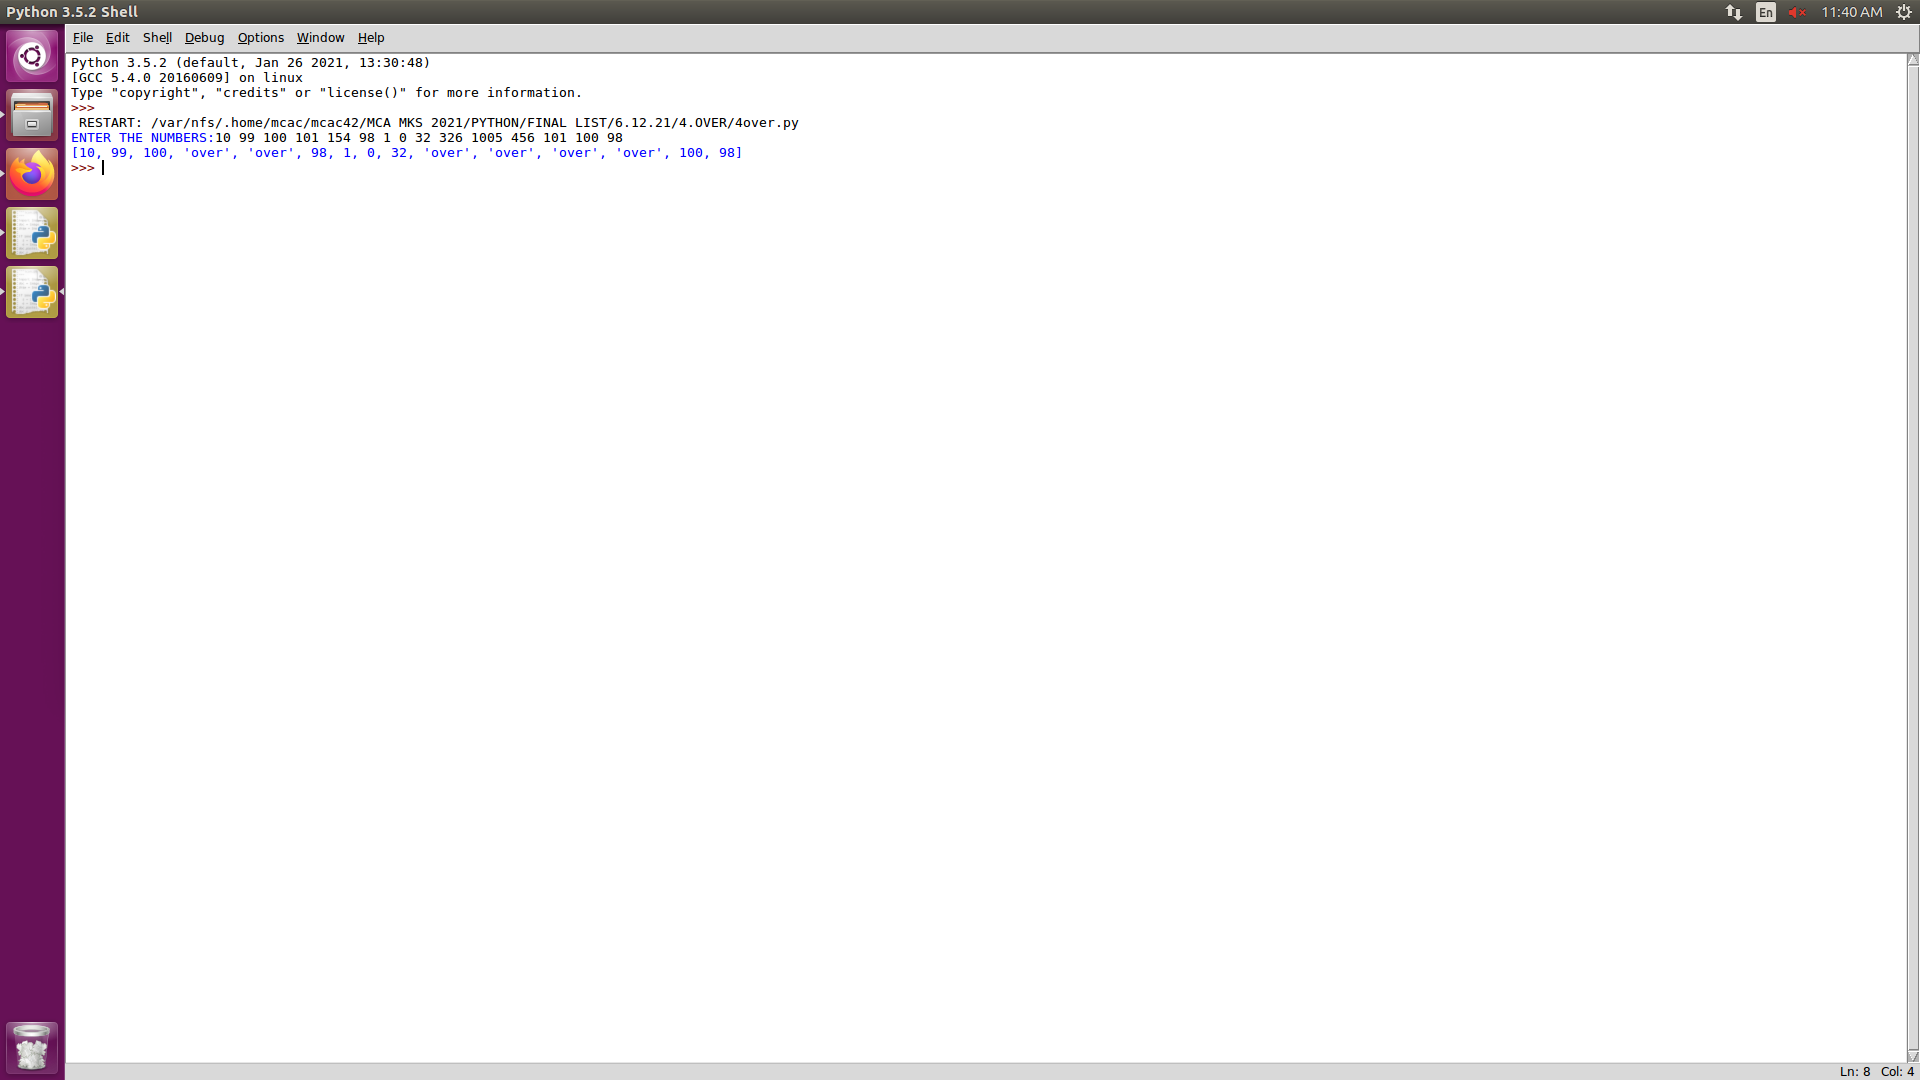 Python 3.5.2 Shell
En
11:40 AM
File Edit Shell Debug Options Window Help
Python 3.5.2 (default, Jan 26 2021, 13:30:48)
[GCC 5.4.0 20160609] on linux
Type "copyright", "credits" or "license()" for more information.
>>>
 RESTART: /var/nfs/.home/mcac/mcac42/MCA MKS 2021/PYTHON/FINAL LIST/6.12.21/4.OVER/4over.py
ENTER THE NUMBERS:10 99 100 101 154 98 1 0 32 326 1005 456 101 100 98
[10, 99, 100, 'over', 'over', 98, 1, 0, 32, 'over', 'over', 'over', 'over', 100, 98]
>>>
Ln: 8 Col: 4